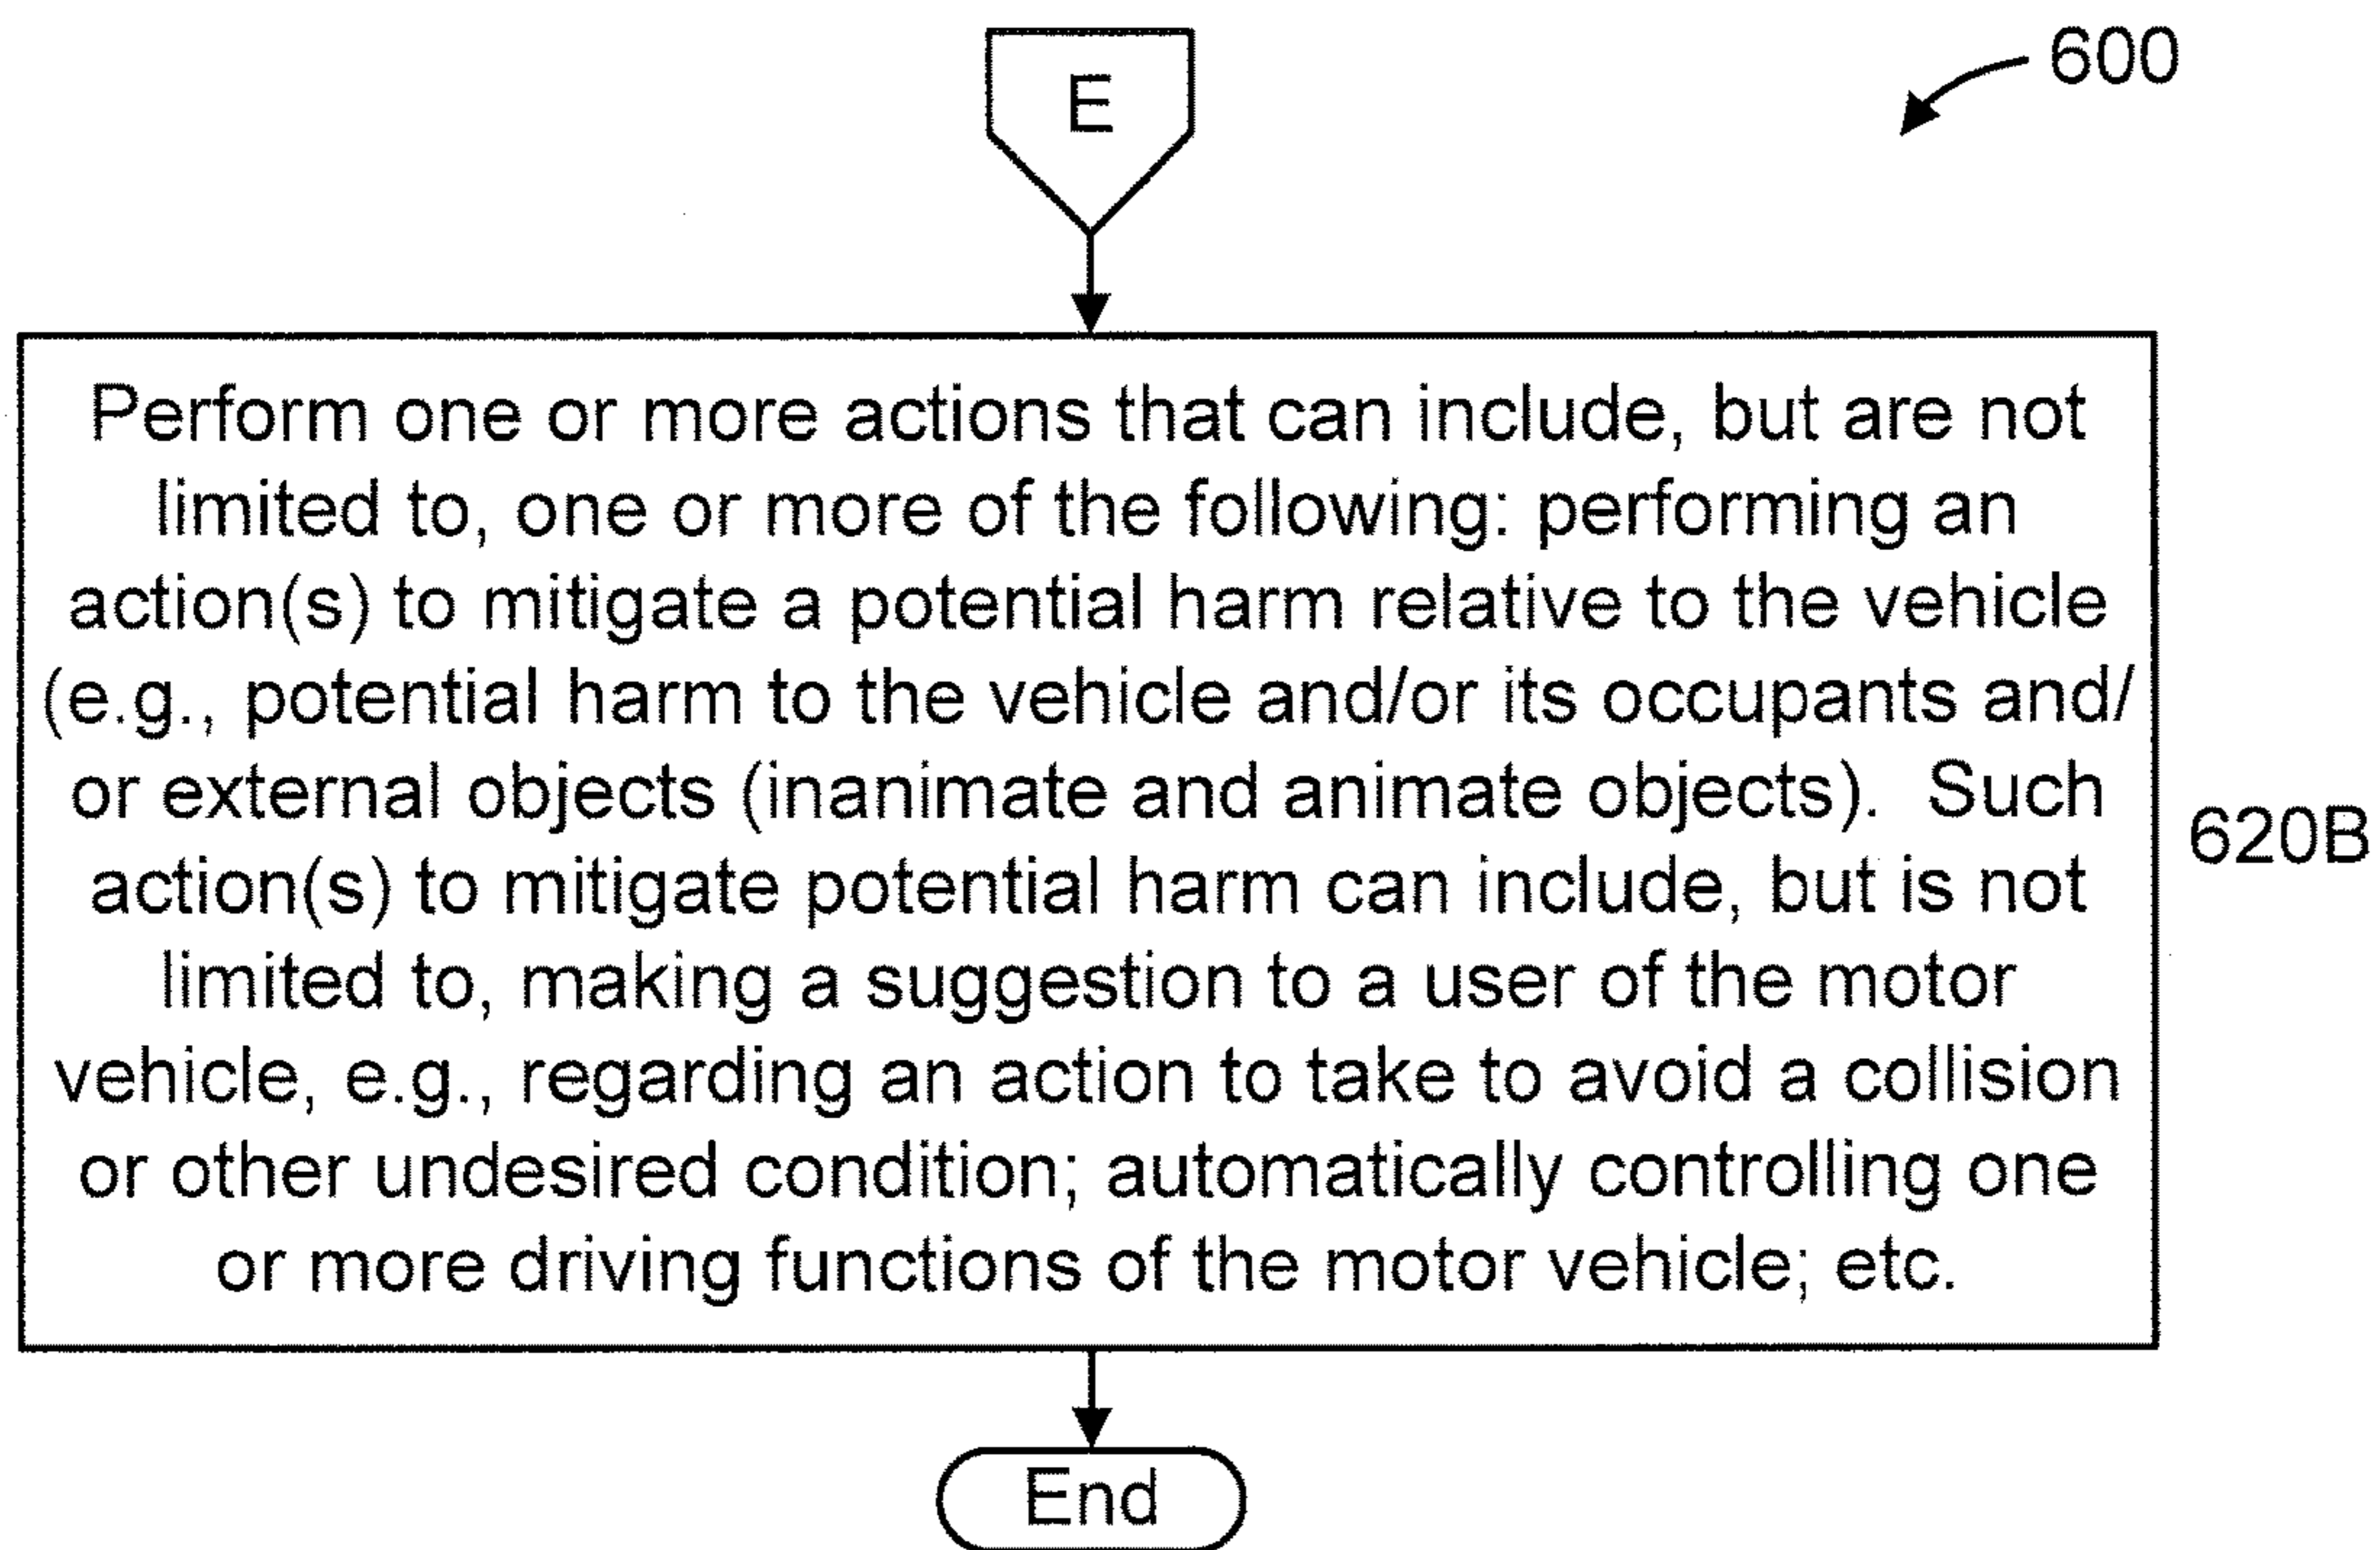 E
600
Perform one or more actions that can include, but are not
limited to, one or more of the following: performing an
action(s) to mitigate a potential harm relative to the vehicle
(e.g., potential harm to the vehicle and/or its occupants and/
or external objects (inanimate and animate objects).  Such
action(s) to mitigate potential harm can include, but is not
limited to, making a suggestion to a user of the motor
vehicle, e.g., regarding an action to take to avoid a collision
or other undesired condition; automatically controlling one
or more driving functions of the motor vehicle; etc.
620B
End